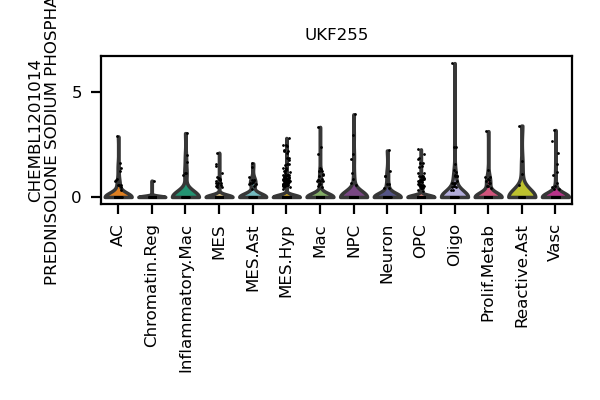 UKF255
CHEMBL1201014
PREDNISOLONE SODIUM PHOSPHA
5
0
AC
Chromatin.Reg
Inflammatory.Mac
MES
MES.Ast
MES.Hyp
Mac
NPC
Neuron
OPC
Oligo
Prolif.Metab
Reactive.Ast
Vasc